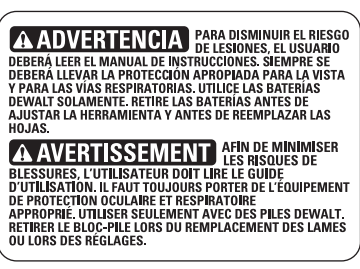 ADVERTENCIA PARA DISMINUIR EL RIESGO
DE LESIONES, EL USUARIO
DEBERÁ LEER EL MANUAL DE INSTRUCCIONES. SIEMPRE SE
DEBERÁ LLEVAR LA PROTECCIÓN APROPIADA PARA LA VISTA
Y PARA LAS VÍAS RESPIRATORIAS. UTILICE LAS BATERÍAS
DEWALT SOLAMENTE. RETIRE LAS BATERÍAS ANTES DE
AJUSTAR LA HERRAMIENTA Y ANTES DE REEMPLAZAR LAS
HOJAS.
AVERTISSEMENT AFIN DE MINIMISER
LES RISQUES DE
BLESSURES, L'UTILISATEUR DOIT LIRE LE GUIDE
D'UTILISATION. IL FAUT TOUJOURS PORTER DE L'ÉQUIPEMENT
DE PROTECTION OCULAIRE ET RESPIRATOIRE
APPROPRIÉ. UTILISER SEULEMENT AVEC DES PILES DEWALT.
RETIRER LE BLOC-PILE LORS DU REMPLACEMENT DES LAMES
OU LORS DES RÉGLAGES.